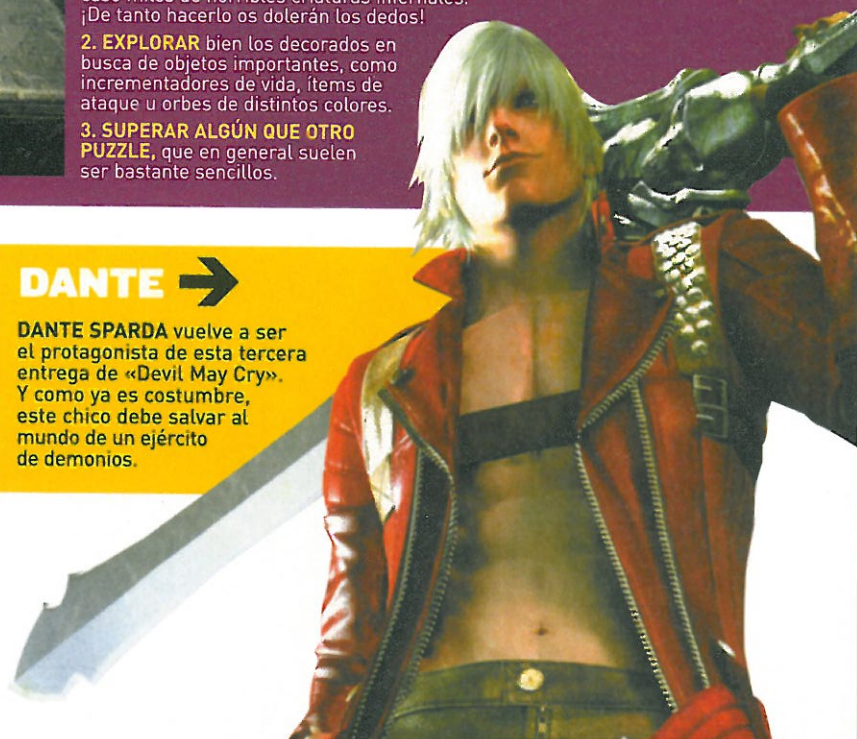 ¡De tanto hacerlo os dolerán los dedos!
2. EXPLORAR bien los decorados en
busca de objetos importantes, como
incrementadores de vida, ítems de
ataque u orbes de distintos colores.
3. SUPERAR ALGÚN QUE OTRO
PUZZLE, que en general suelen
ser bastante sencillos.
DANTE
DANTE SPARDA vuelve a ser
el protagonista de esta tercera
entrega de «Devil May Cry».
Y como ya es costumbre,
este chico debe salvar al
mundo de un ejército
de demonios.